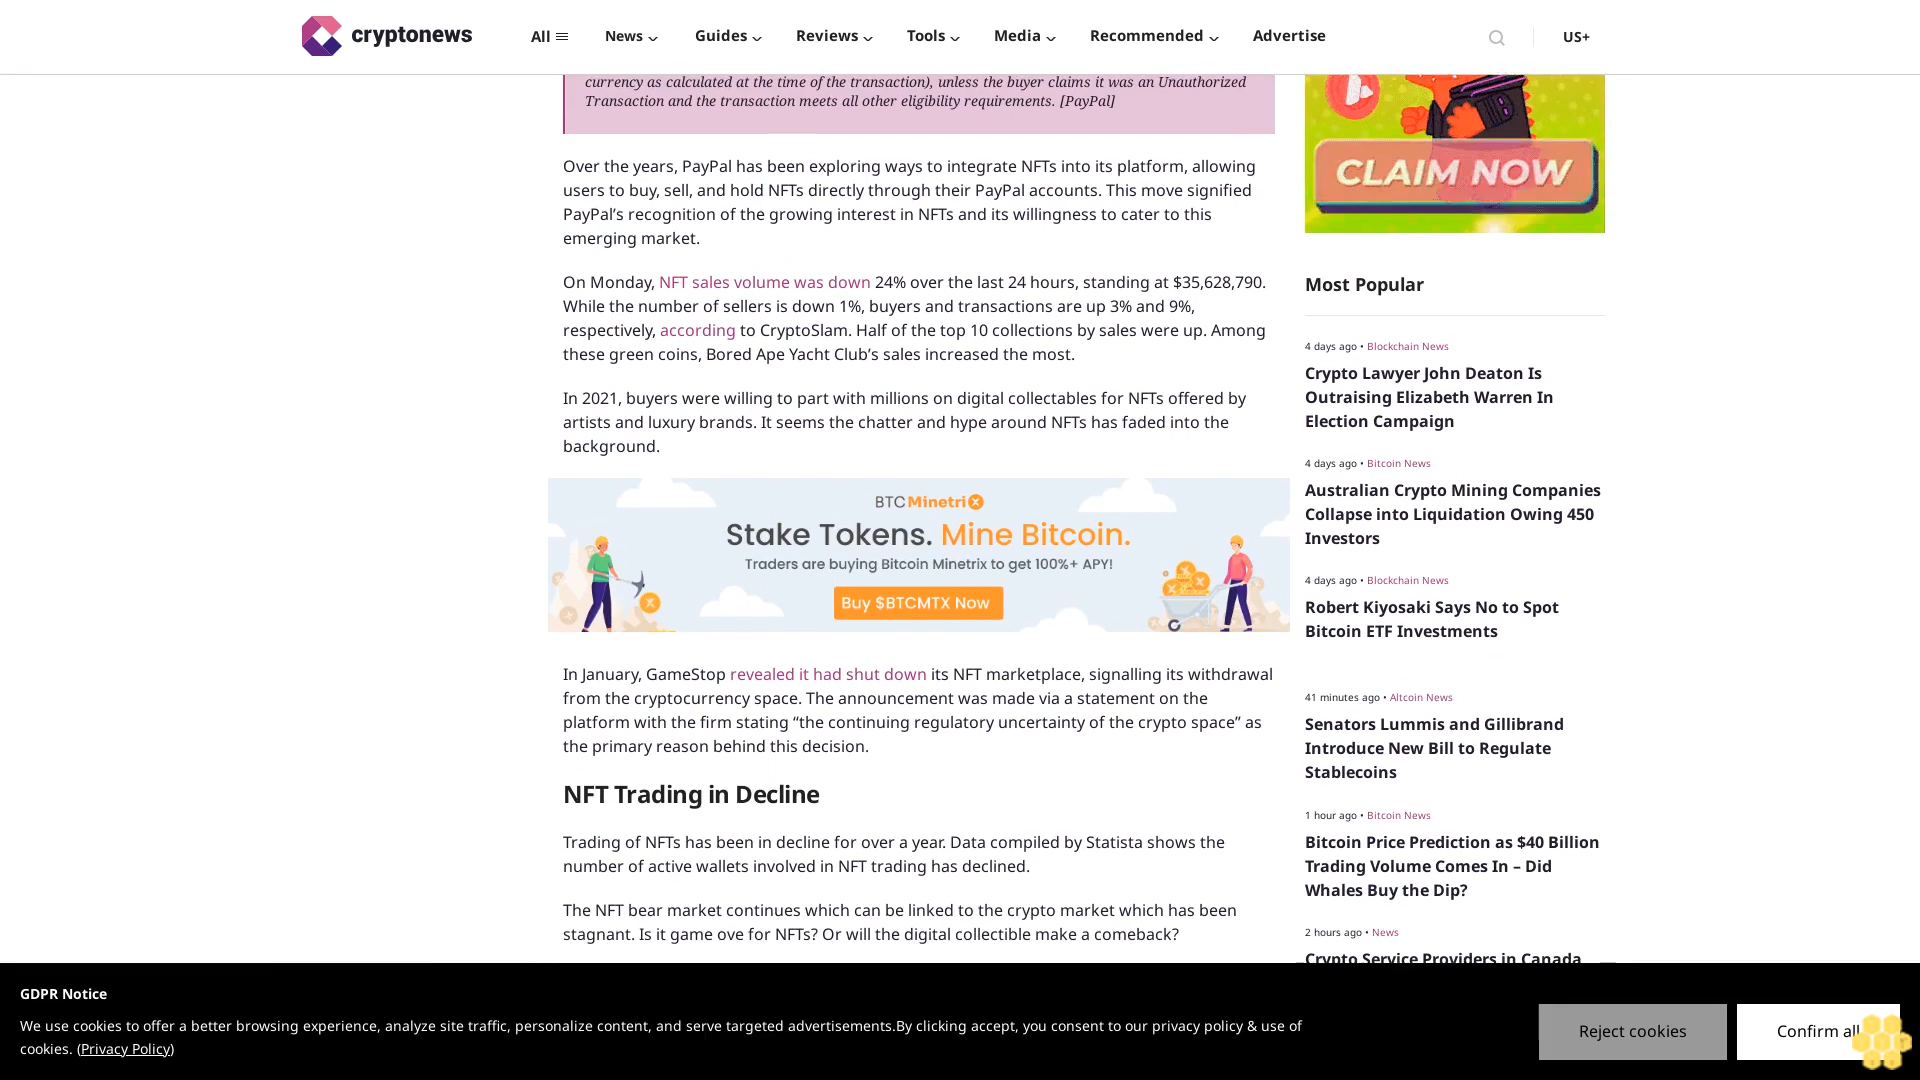 cryptonews
All
News
Guides
Reviews
Tools
Media
Recommended
Advertise
US+
currency as calculated at the time of the transaction), unless the buyer claims it was an Unauthorized
Transaction and the transaction meets all other eligibility requirements. [PayPal]
Over the years, PayPal has been exploring ways to integrate NFTs into its platform, allowing
users to buy, sell, and hold NFTs directly through their PayPal accounts. This move signified
PayPal’s recognition of the growing interest in NFTs and its willingness to cater to this
emerging market.
On Monday, NFT sales volume was down 24% over the last 24 hours, standing at $35,628,790.
While the number of sellers is down 1%, buyers and transactions are up 3% and 9%,
respectively, according to CryptoSlam. Half of the top 10 collections by sales were up. Among
these green coins, Bored Ape Yacht Club’s sales increased the most.
In 2021, buyers were willing to part with millions on digital collectables for NFTs offered by
artists and luxury brands. It seems the chatter and hype around NFTs has faded into the
background.
BTC Minetrix
Stake Tokens. Mine Bitcoin.
Traders are buying Bitcoin Minetrix to get 100%+ APY!
Buy $BTCMTX Now
In January, GameStop revealed it had shut down its NFT marketplace, signalling its withdrawal
from the cryptocurrency space. The announcement was made via a statement on the
platform with the firm stating “the continuing regulatory uncertainty of the crypto space” as
the primary reason behind this decision.
NFT Trading in Decline
Trading of NFTs has been in decline for over a year. Data compiled by Statista shows the
number of active wallets involved in NFT trading has declined.
The NFT bear market continues which can be linked to the crypto market which has been
stagnant. Is it game ove for NFTs? Or will the digital collectible make a comeback?
CLAIM NOW
Most Popular
4 days ago • Blockchain News
Crypto Lawyer John Deaton Is
Outraising Elizabeth Warren In
Election Campaign
4 days ago • Bitcoin News
Australian Crypto Mining Companies
Collapse into Liquidation Owing 450
Investors
4 days ago • Blockchain News
Robert Kiyosaki Says No to Spot
Bitcoin ETF Investments
41 minutes ago • Altcoin News
Senators Lummis and Gillibrand
Introduce New Bill to Regulate
Stablecoins
1 hour ago • Bitcoin News
Bitcoin Price Prediction as $40 Billion
Trading Volume Comes In – Did
Whales Buy the Dip?
2 hours ago • News
Crypto Service Providers in Canada
GDPR Notice
We use cookies to offer a better browsing experience, analyze site traffic, personalize content, and serve targeted advertisements.By clicking accept, you consent to our privacy policy & use of
cookies. (Privacy Policy)
Reject cookies
Confirm all